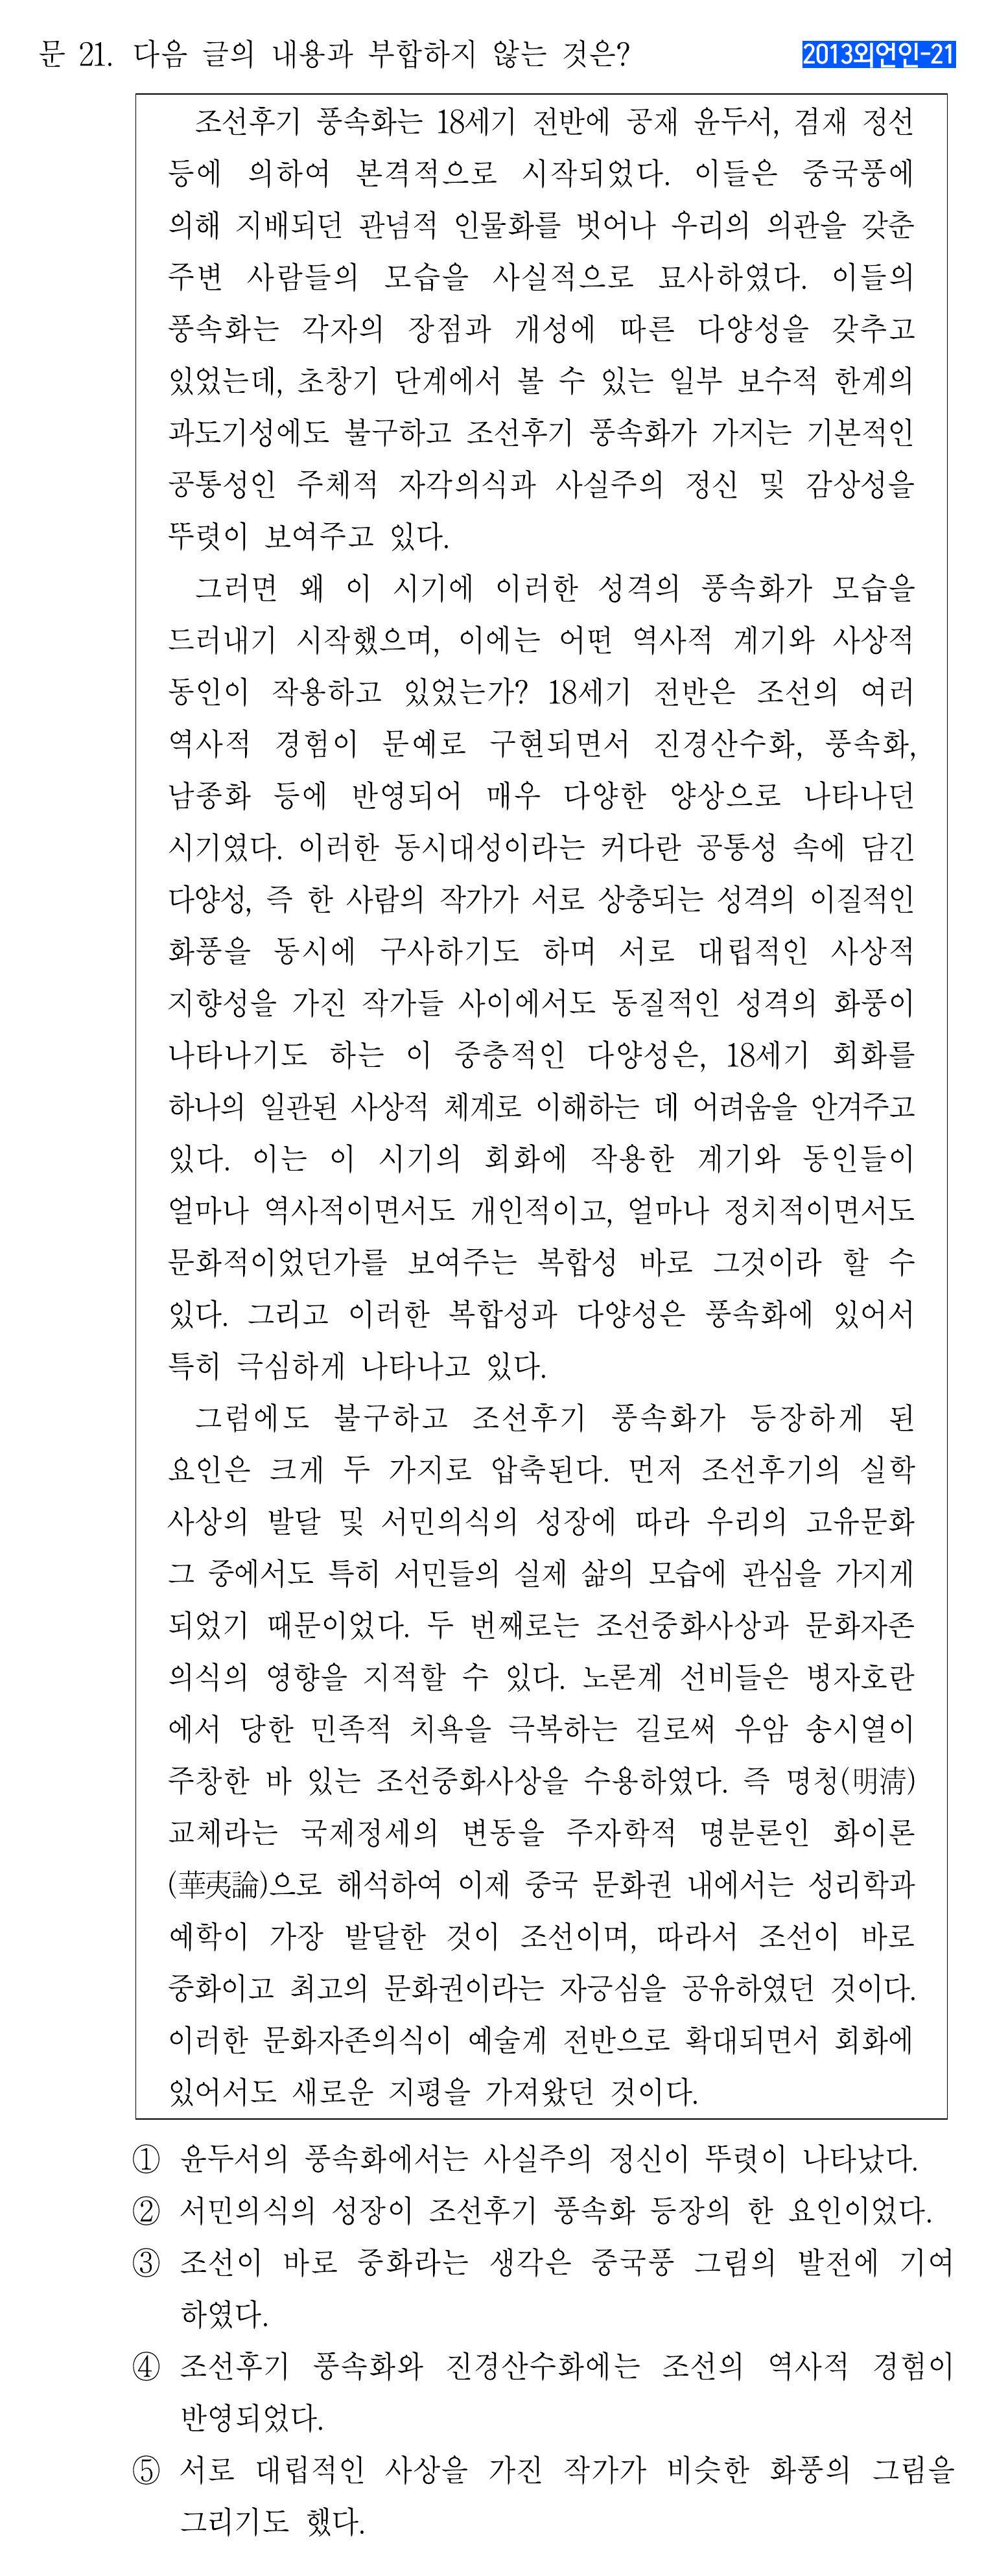 문 21. 다음 글의 내용과 부합하지 않는 것은?
2013외언인-21
조선후기 풍속화는 18세기 전반에 공재 윤두서, 겸재 정선
등에 의하여 본격적으로 시작되었다. 이들은 중국풍에
의해 지배되던 관념적 인물화를 벗어나 우리의 의관을 갖춘
주변 사람들의 모습을 사실적으로 묘사하였다. 이들의
풍속화는 각자의 장점과 개성에 따른 다양성을 갖추고
있었는데, 초창기 단계에서 볼 수 있는 일부 보수적 한계의
과도기성에도 불구하고 조선후기 풍속화가 가지는 기본적인
공통성인 주체적 자각의식과 사실주의 정신 및 감상성을
뚜렷이 보여주고 있다.
그러면 왜 이 시기에 이러한 성격의 풍속화가 모습을
드러내기 시작했으며, 이에는 어떤 역사적 계기와 사상적
동인이 작용하고 있었는가? 18세기 전반은 조선의 여러
역사적 경험이 문예로 구현되면서 진경산수화, 풍속화,
남종화 등에 반영되어 매우 다양한 양상으로 나타나던
시기였다. 이러한 동시대성이라는 커다란 공통성 속에 담긴
다양성, 즉 한 사람의 작가가 서로 상충되는 성격의 이질적인
화풍을 동시에 구사하기도 하며 서로 대립적인 사상적
지향성을 가진 작가들 사이에서도 동질적인 성격의 화풍이
나타나기도 하는 이 중층적인 다양성은, 18세기 회화를
하나의 일관된 사상적 체계로 이해하는 데 어려움을 안겨주고
있다. 이는 이 시기의 회화에 작용한 계기와 동인들이
얼마나 역사적이면서도 개인적이고, 얼마나 정치적이면서도
문화적이었던가를 보여주는 복합성 바로 그것이라 할 수
있다. 그리고 이러한 복합성과 다양성은 풍속화에 있어서
특히 극심하게 나타나고 있다.
그럼에도 불구하고 조선후기 풍속화가 등장하게 된
요인은 크게 두 가지로 압축된다. 먼저 조선후기의 실학
사상의 발달 및 서민의식의 성장에 따라 우리의 고유문화
그 중에서도 특히 서민들의 실제 삶의 모습에 관심을 가지게
되었기 때문이었다. 두 번째로는 조선중화사상과 문화자존
의식의 영향을 지적할 수 있다. 노론계 선비들은 병자호란
에서 당한 민족적 치욕을 극복하는 길로써 우암 송시열이
주창한 바 있는 조선중화사상을 수용하였다. 즉 명청(明淸)
교체라는 국제정세의 변동을 주자학적 명분론인 화이론
(華夷論)으로 해석하여 이제 중국 문화권 내에서는 성리학과
예학이 가장 발달한 것이 조선이며, 따라서 조선이 바로
중화이고 최고의 문화권이라는 자긍심을 공유하였던 것이다.
이러한 문화자존의식이 예술계 전반으로 확대되면서 회화에
있어서도 새로운 지평을 가져왔던 것이다.
① 윤두서의 풍속화에서는 사실주의 정신이 뚜렷이 나타났다.
② 서민의식의 성장이 조선후기 풍속화 등장의 한 요인이었다.
③ 조선이 바로 중화라는 생각은 중국풍 그림의 발전에 기여
하였다.
④ 조선후기 풍속화와 진경산수화에는 조선의 역사적 경험이
반영되었다.
⑤ 서로 대립적인 사상을 가진 작가가 비슷한 화풍의 그림을
그리기도 했다.